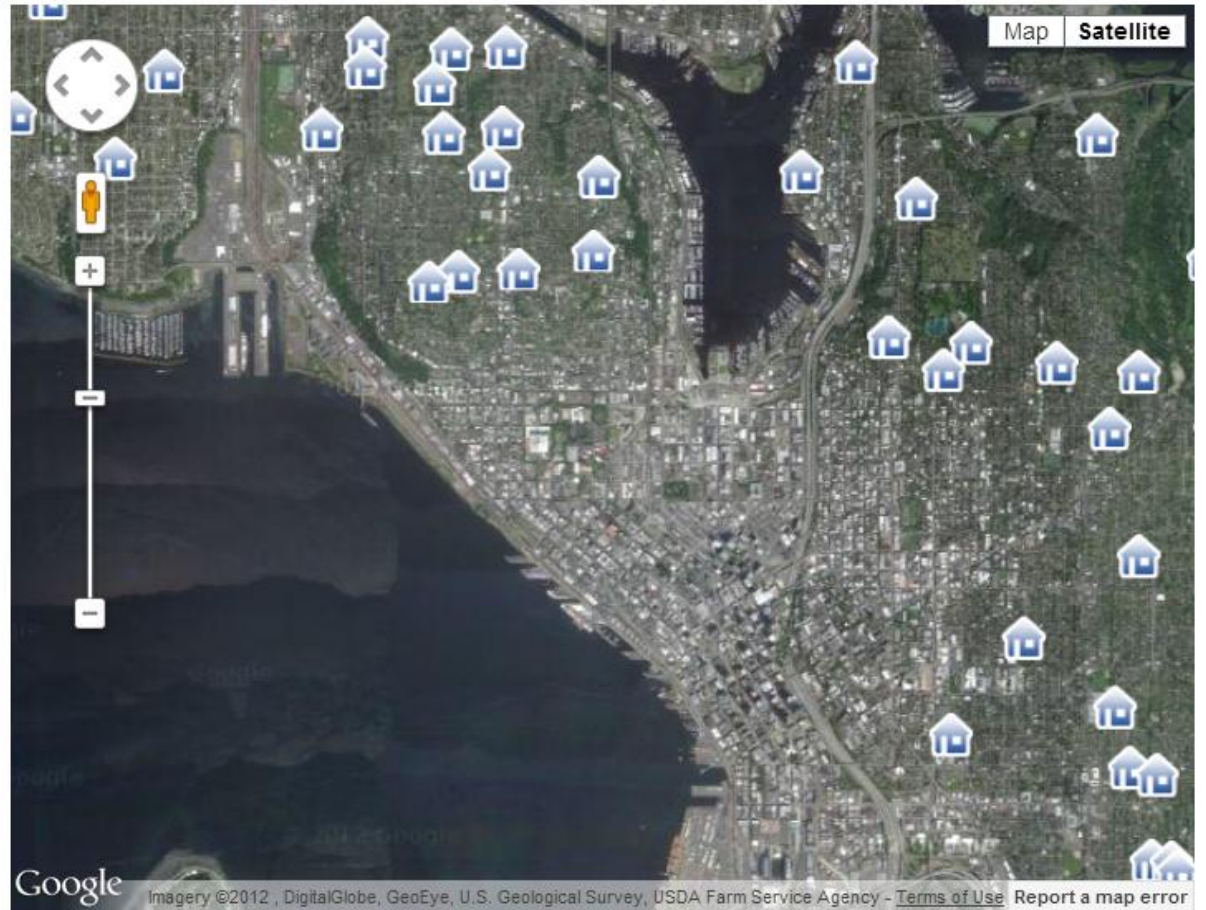 Map
Satellite
Google
Imagery ©2012 , DigitalGlobe, GeoEye, U.S. Geological Survey, USDA Farm Service Agency - Terms of Use
Report a map error